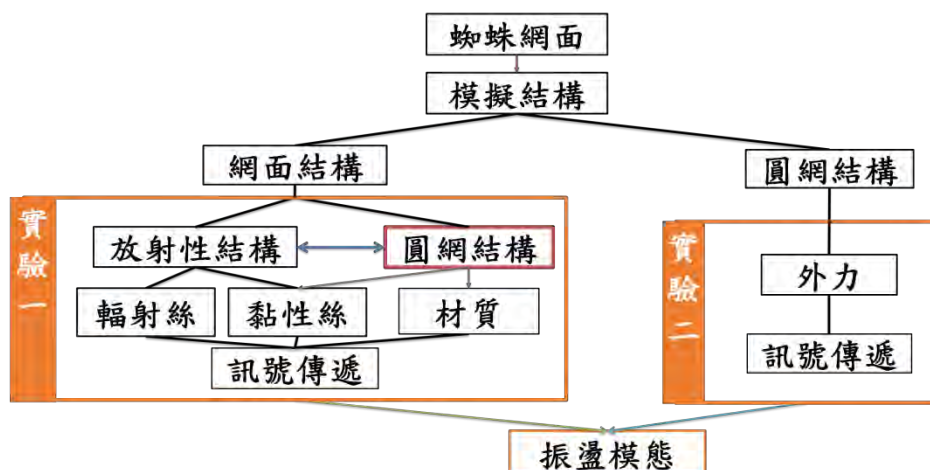 蜘蛛網面
模擬結構
網面結構
圓網結構
實驗一
放射性結構
圓網結構
輻射絲
黏性絲
材質
訊號傳遞
實驗二
外力
訊號傳遞
振盪模態